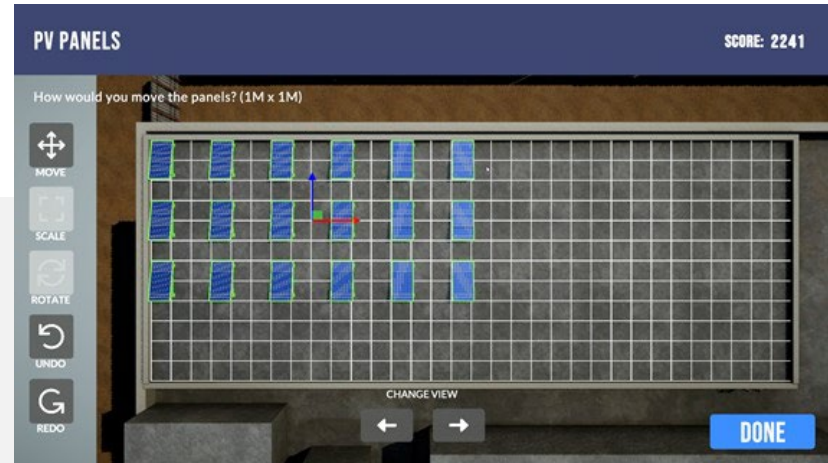 PV PANELS
SCORE: 2241
How would you move the panels? (1M x 1M)
MOVE
SCALE
ROTATE
UNDO
REDO
CHANGE VIEW
DONE